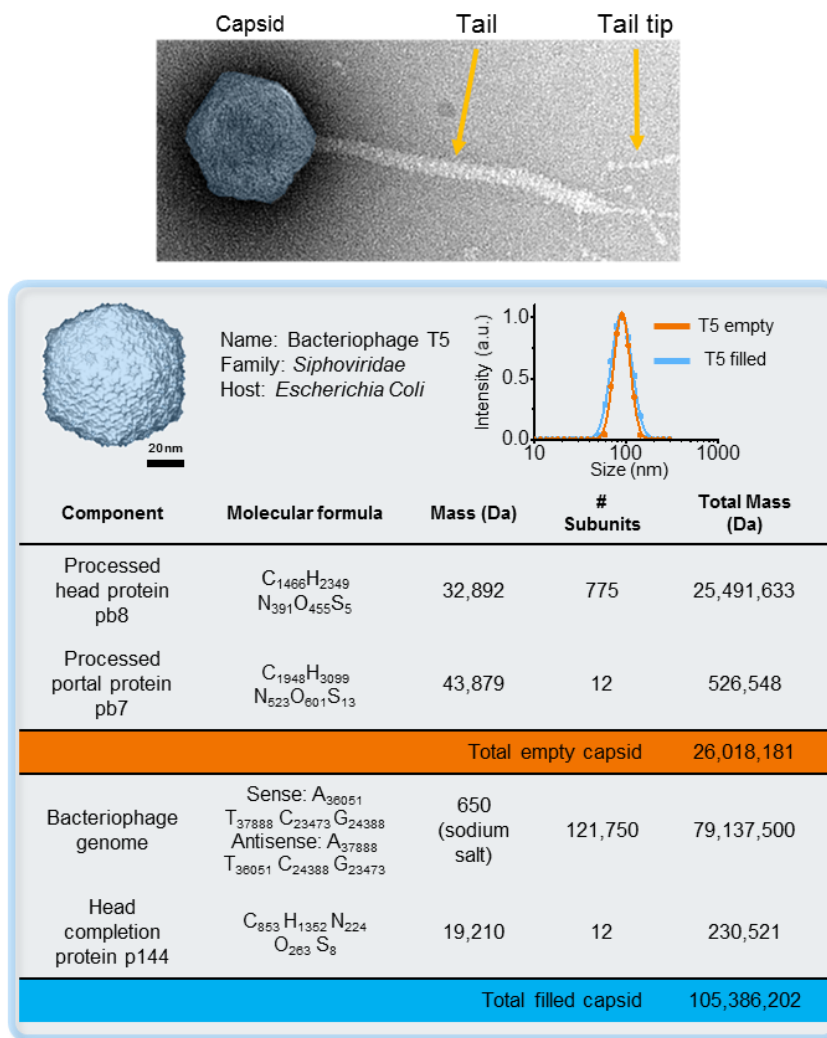 Capsid Tail Tail tip
Name: Bacteriophage T5
Family: Siphoviridae
Host: Escherichia Coli
20 nm
Intensity (a.u.)
1.0
0.5
0.0
10 100 1000
Size (nm)
T5 empty
T5 filled
Component Molecular formula Mass (Da) # Subunits Total Mass (Da)
Processed head protein pb8 C₁₄₆₆H₂₃₄₉ N₃₉₁O₄₅₅S₅ 32,892 775 25,491,633
Processed portal protein pb7 C₁₉₄₈H₃₀₉₉ N₅₂₃O₆₀₁S₁₃ 43,879 12 526,548
Total empty capsid 26,018,181
Bacteriophage genome Sense: A₃₆₀₅₁ T₃₇₈₈₈ C₂₃₄₇₃ G₂₄₃₈₈ Antisense: A₃₇₈₈₈ T₃₆₀₅₁ C₂₄₃₈₈ G₂₃₄₇₃ 650 (sodium salt) 121,750 79,137,500
Head completion protein p144 C₈₅₃ H₁₃₅₂ N₂₂₄ O₂₆₃ S₈ 19,210 12 230,521
Total filled capsid 105,386,202